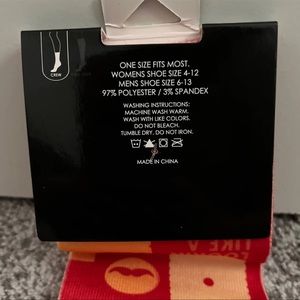 CREW
ONE SIZE FITS MOST.
WOMENS SHOE SIZE 4-12
MENS SHOE SIZE 6-13
97% POLYESTER / 3% SPANDEX
WASHING INSTRUCTIONS:
MACHINE WASH WARM.
WASH WITH LIKE COLORS.
DO NOT BLEACH.
TUMBLE DRY, DO NOT IRON.
MADE IN CHINA
LIKE A